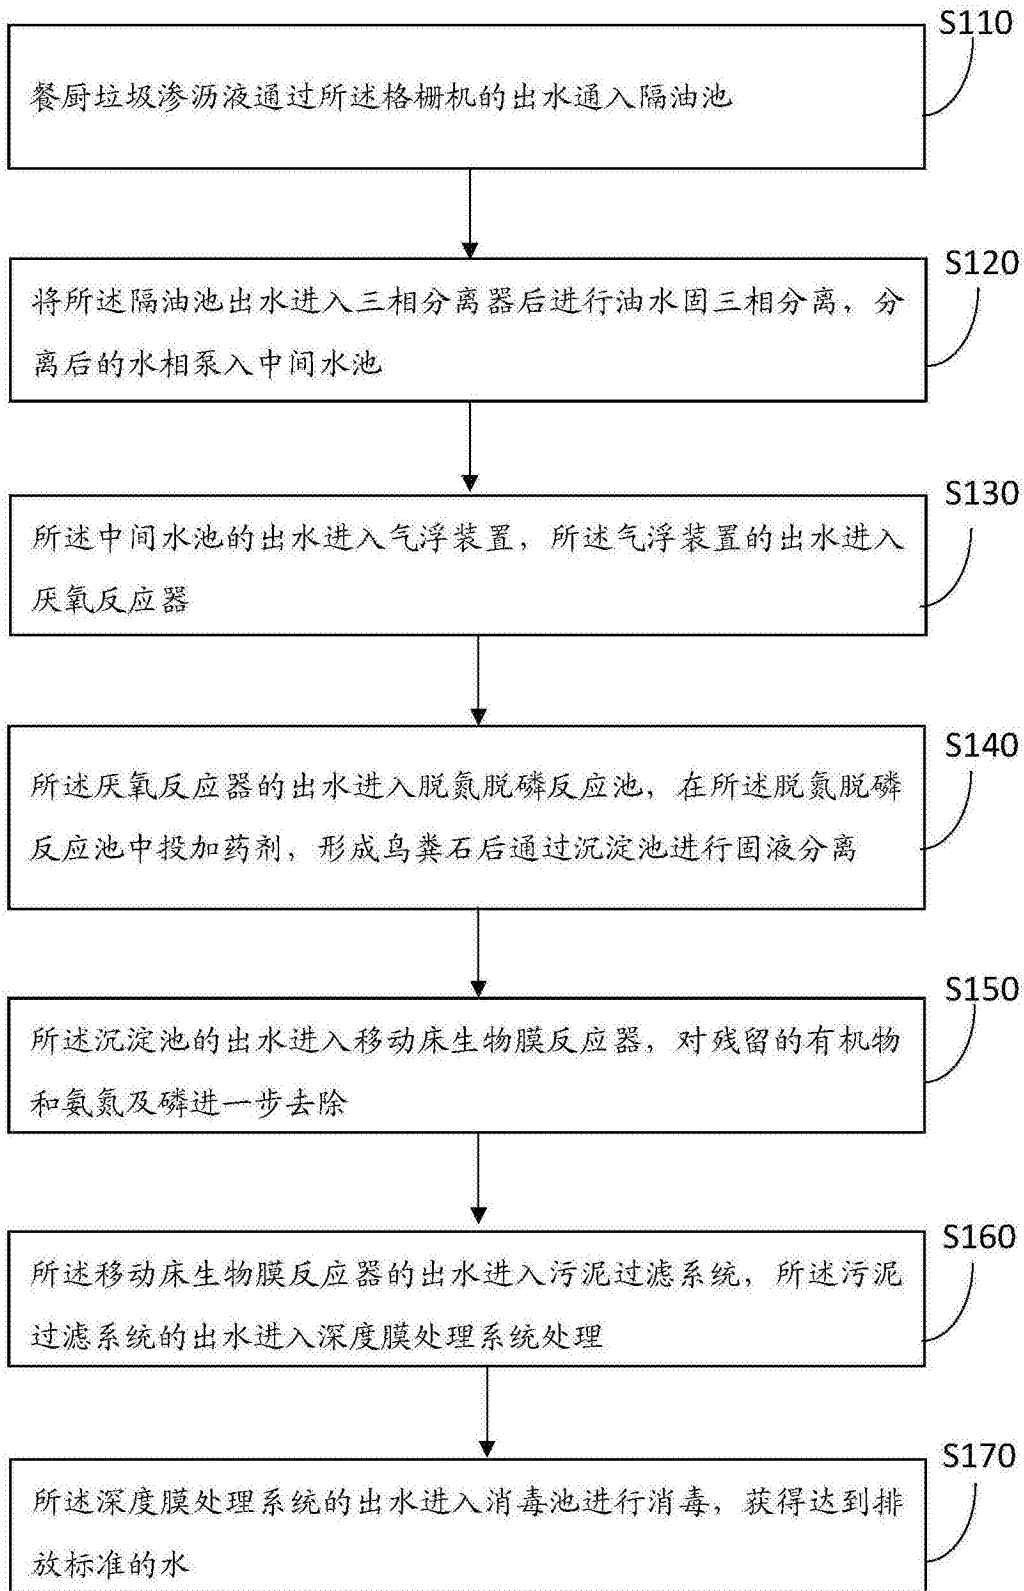 S110
餐厨垃圾渗沥液通过所述格栅机的出水通入隔油池
S120
将所述隔油池出水进入三相分离器后进行油水固三相分离，分
离后的水相泵入中间水池
S130
所述中间水池的出水进入气浮装置，所述气浮装置的出水进入
厌氧反应器
S140
所述厌氧反应器的出水进入脱氮脱磷反应池，在所述脱氮脱磷
反应池中投加药剂，形成鸟粪石后通过沉淀池进行固液分离
S150
所述沉淀池的出水进入移动床生物膜反应器，对残留的有机物
和氨氮及磷进一步去除
S160
所述移动床生物膜反应器的出水进入污泥过滤系统，所述污泥
过滤系统的出水进入深度膜处理系统处理
S170
所述深度膜处理系统的出水进入消毒池进行消毒，获得达到排
放标准的水